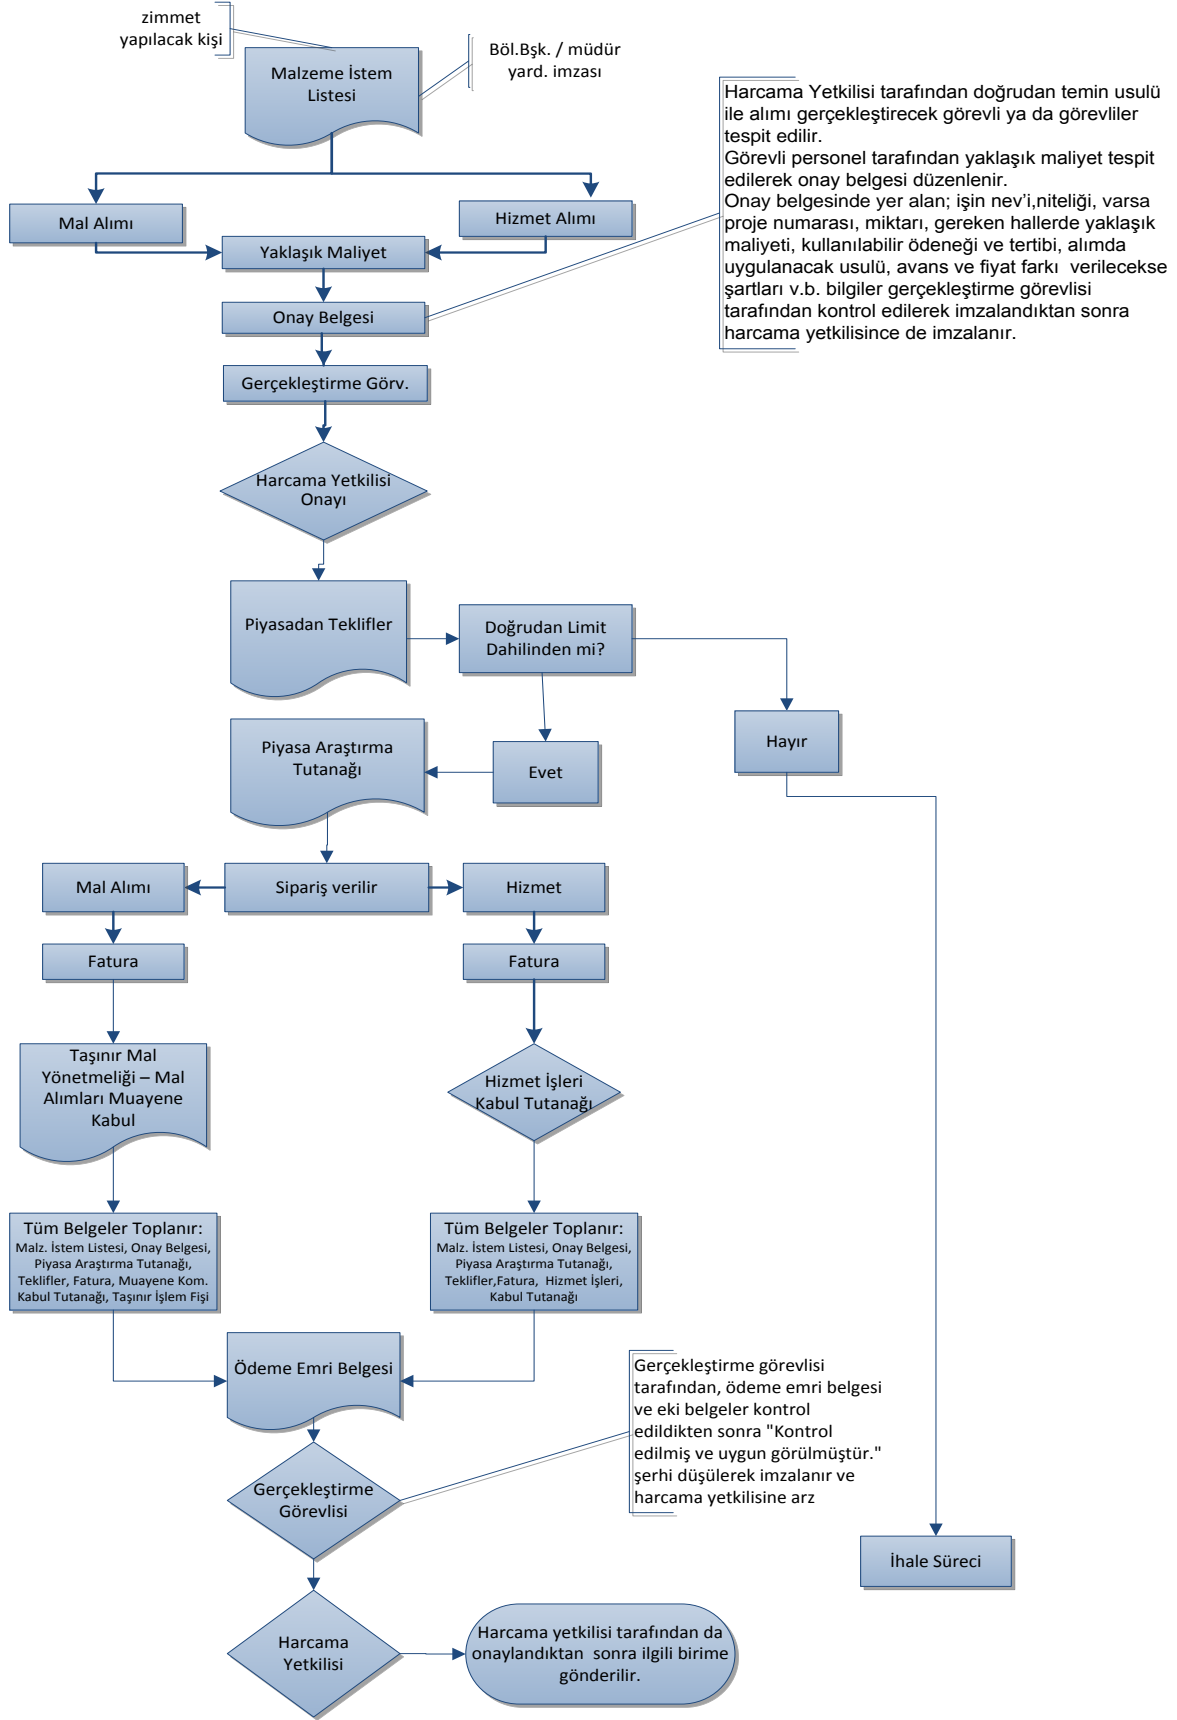 zimmet
yapılacak kişi
Malzeme İstem
Listesi
Böl.Bşk. / müdür
yard. imzası
Harcama Yetkilisi tarafından doğrudan temin usulü
ile alımı gerçekleştirecek görevli ya da görevliler
tespit edilir.
Görevli personel tarafından yaklaşık maliyet tespit
edilerek onay belgesi düzenlenir.
Onay belgesinde yer alan; işin nev'i,niteliği, varsa
proje numarası, miktarı, gereken hallerde yaklaşık
maliyeti, kullanılabilir ödeneği ve tertibi, alımda
uygulanacak usulü, avans ve fiyat farkı  verilecekse
şartları v.b. bilgiler gerçekleştirme görevlisi
tarafından kontrol edilerek imzalandıktan sonra
harcama yetkilisince de imzalanır.
Mal Alımı
Hizmet Alımı
Yaklaşık Maliyet
Onay Belgesi
Gerçekleştirme Görv.
Harcama Yetkilisi
Onayı
Piyasadan Teklifler
Doğrudan Limit
Dahilinden mi?
Hayır
Piyasa Araştırma
Tutanağı
Evet
Mal Alımı
Sipariş verilir
Hizmet
Fatura
Fatura
Taşınır Mal
Yönetmeliği – Mal
Alımları Muayene
Kabul
Hizmet İşleri
Kabul Tutanağı
Tüm Belgeler Toplanır:
Malz. İstem Listesi, Onay Belgesi,
Piyasa Araştırma Tutanağı,
Teklifler, Fatura, Muayene Kom.
Kabul Tutanağı, Taşınır İşlem Fişi
Tüm Belgeler Toplanır:
Malz. İstem Listesi, Onay Belgesi,
Piyasa Araştırma Tutanağı,
Teklifler,Fatura,  Hizmet İşleri,
Kabul Tutanağı
Ödeme Emri Belgesi
Gerçekleştirme görevlisi
tarafından, ödeme emri belgesi
ve eki belgeler kontrol
edildikten sonra "Kontrol
edilmiş ve uygun görülmüştür."
şerhi düşülerek imzalanır ve
harcama yetkilisine arz
Gerçekleştirme
Görevlisi
İhale Süreci
Harcama
Yetkilisi
Harcama yetkilisi tarafından da
onaylandıktan  sonra ilgili birime
gönderilir.